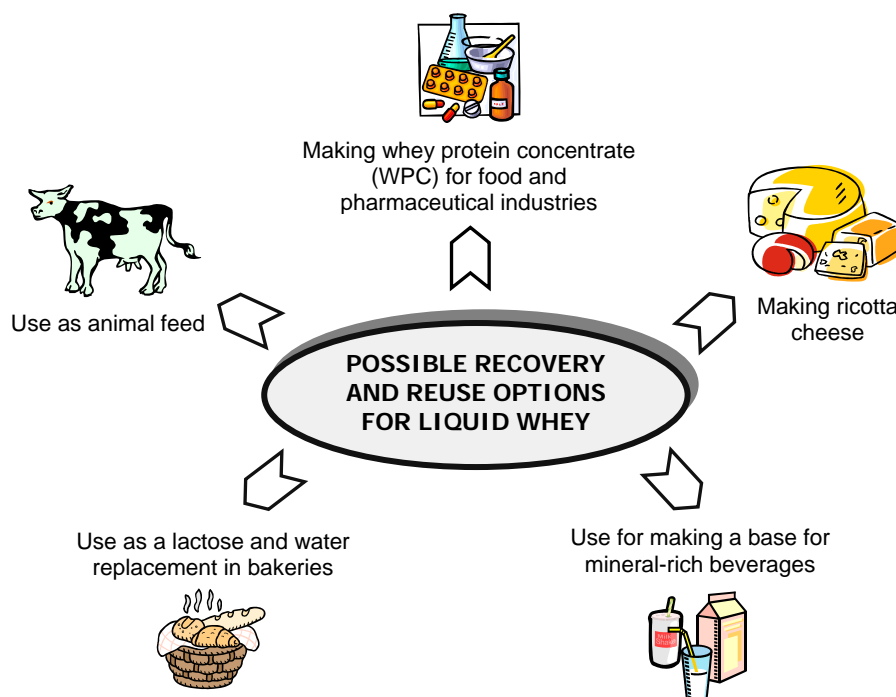 Making whey protein concentrate
(WPC) for food and
pharmaceutical industries
Use as animal feed
Making ricotta
cheese
POSSIBLE RECOVERY
AND REUSE OPTIONS
FOR LIQUID WHEY
Use as a lactose and water
replacement in bakeries
Use for making a base for
mineral-rich beverages